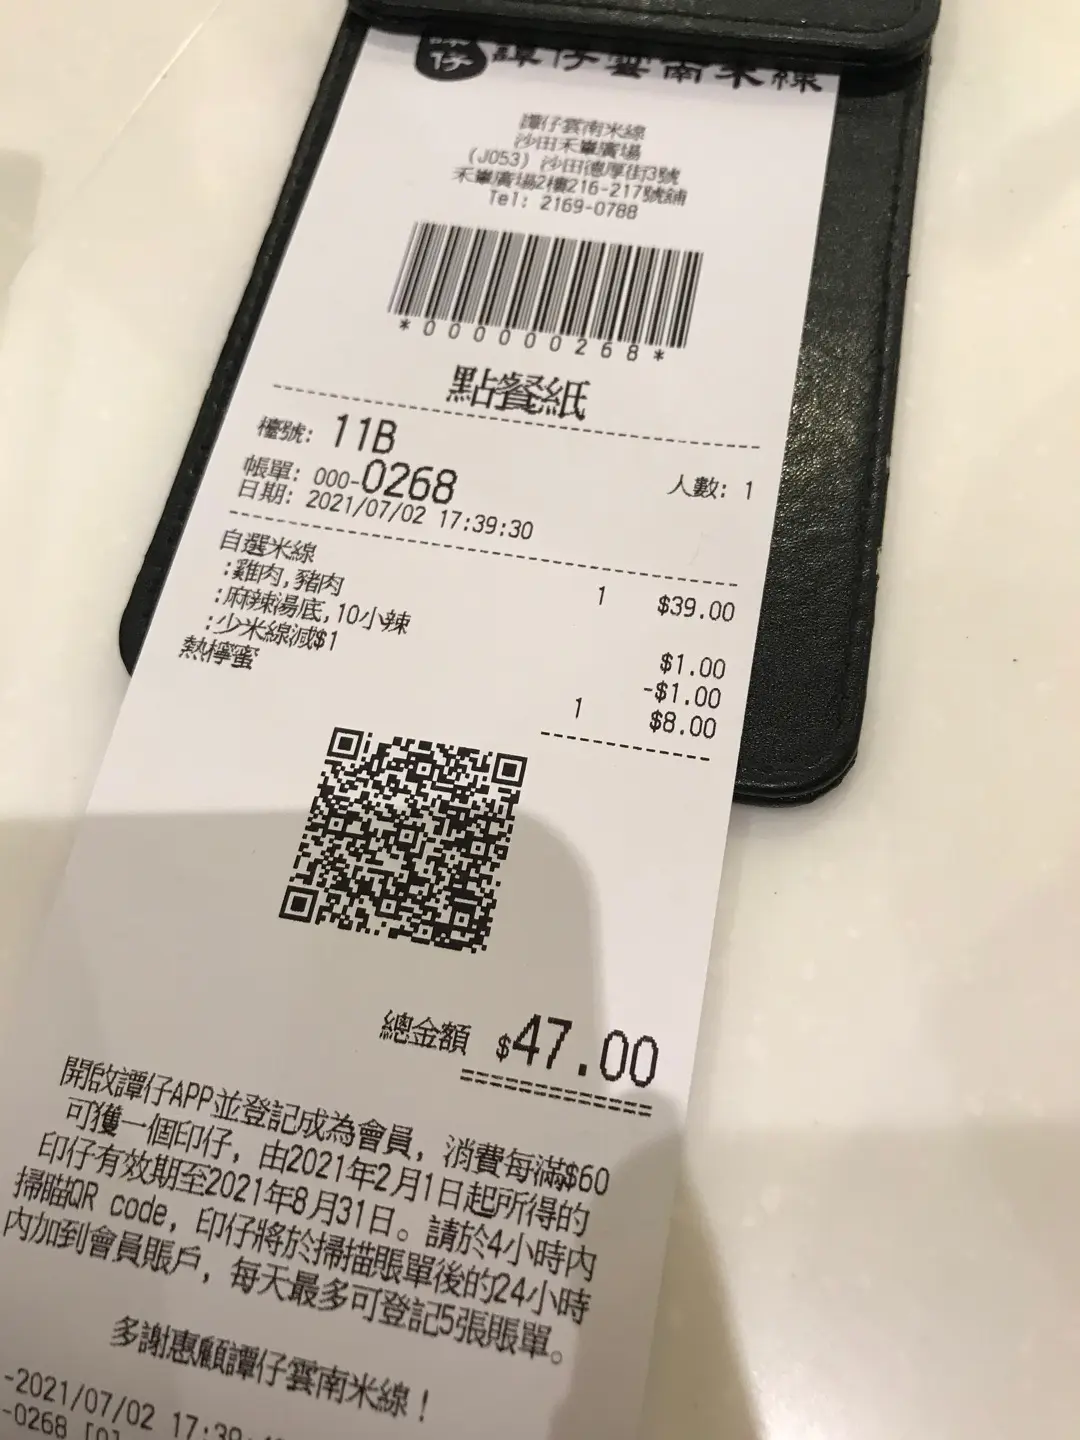 譚仔 譚仔雲南米線
譚仔雲南米線
沙田禾輋廣場
(J053) 沙田德厚街3號
禾輋廣場2樓216-217號舖
Tel: 2169-0788
*000000268*
點餐紙
檯號: 11B
人數: 1
帳單: 000-0268
日期: 2021/07/02 17:39:30
自選米線 1 $39.00
:雞肉,豬肉
:麻辣湯底,10小辣 $1.00
:少米線減$1 -$1.00
熱檸蜜 1 $8.00
總金額 $47.00
開啟譚仔APP並登記成為會員, 消費每滿$60
可獲一個印仔, 由2021年2月1日起所得的
印仔有效期至2021年8月31日。請於4小時內
掃瞄QR code, 印仔將於掃描賬單後的24小時
內加到會員賬戶, 每天最多可登記5張賬單。
多謝惠顧譚仔雲南米線!
-2021/07/02 17:39
-0268 [0]